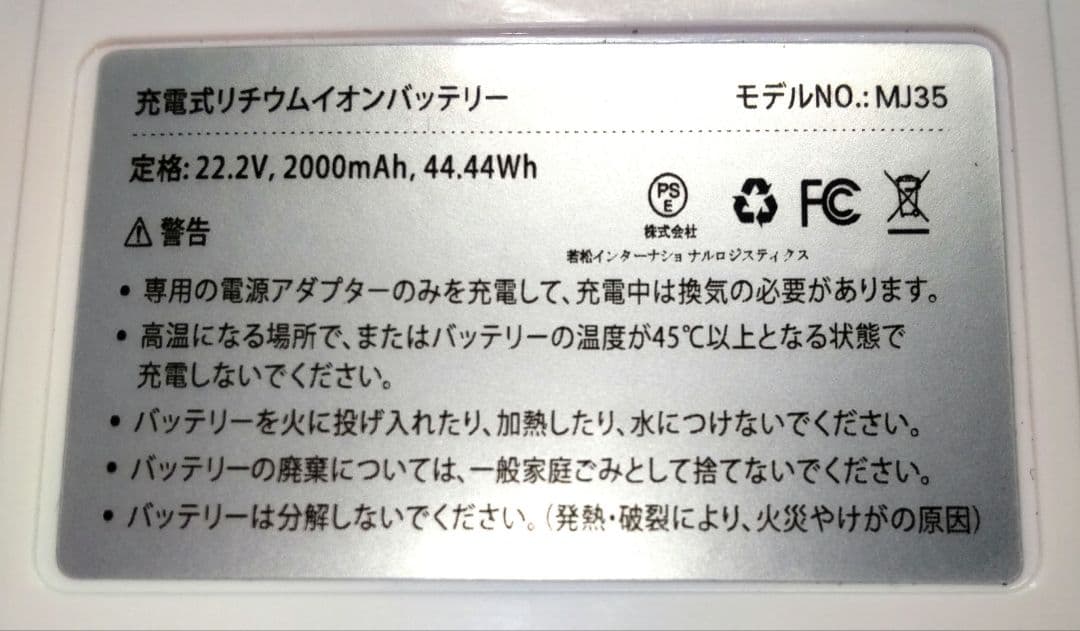 充電式リチウムイオンバッテリー
モデルNO.: MJ35
定格: 22.2V, 2000mAh, 44.44Wh
PS
E
株式会社
若松インターナショナルロジスティクス
FC
警告
• 専用の電源アダプターのみを充電して、充電中は換気の必要があります。
• 高温になる場所で、またはバッテリーの温度が45℃以上となる状態で
充電しないでください。
• バッテリーを火に投げ入れたり、加熱したり、水につけないでください。
• バッテリーの廃棄については、一般家庭ごみとして捨てないでください。
• バッテリーは分解しないでください。(発熱・破裂により、火災やけがの原因)